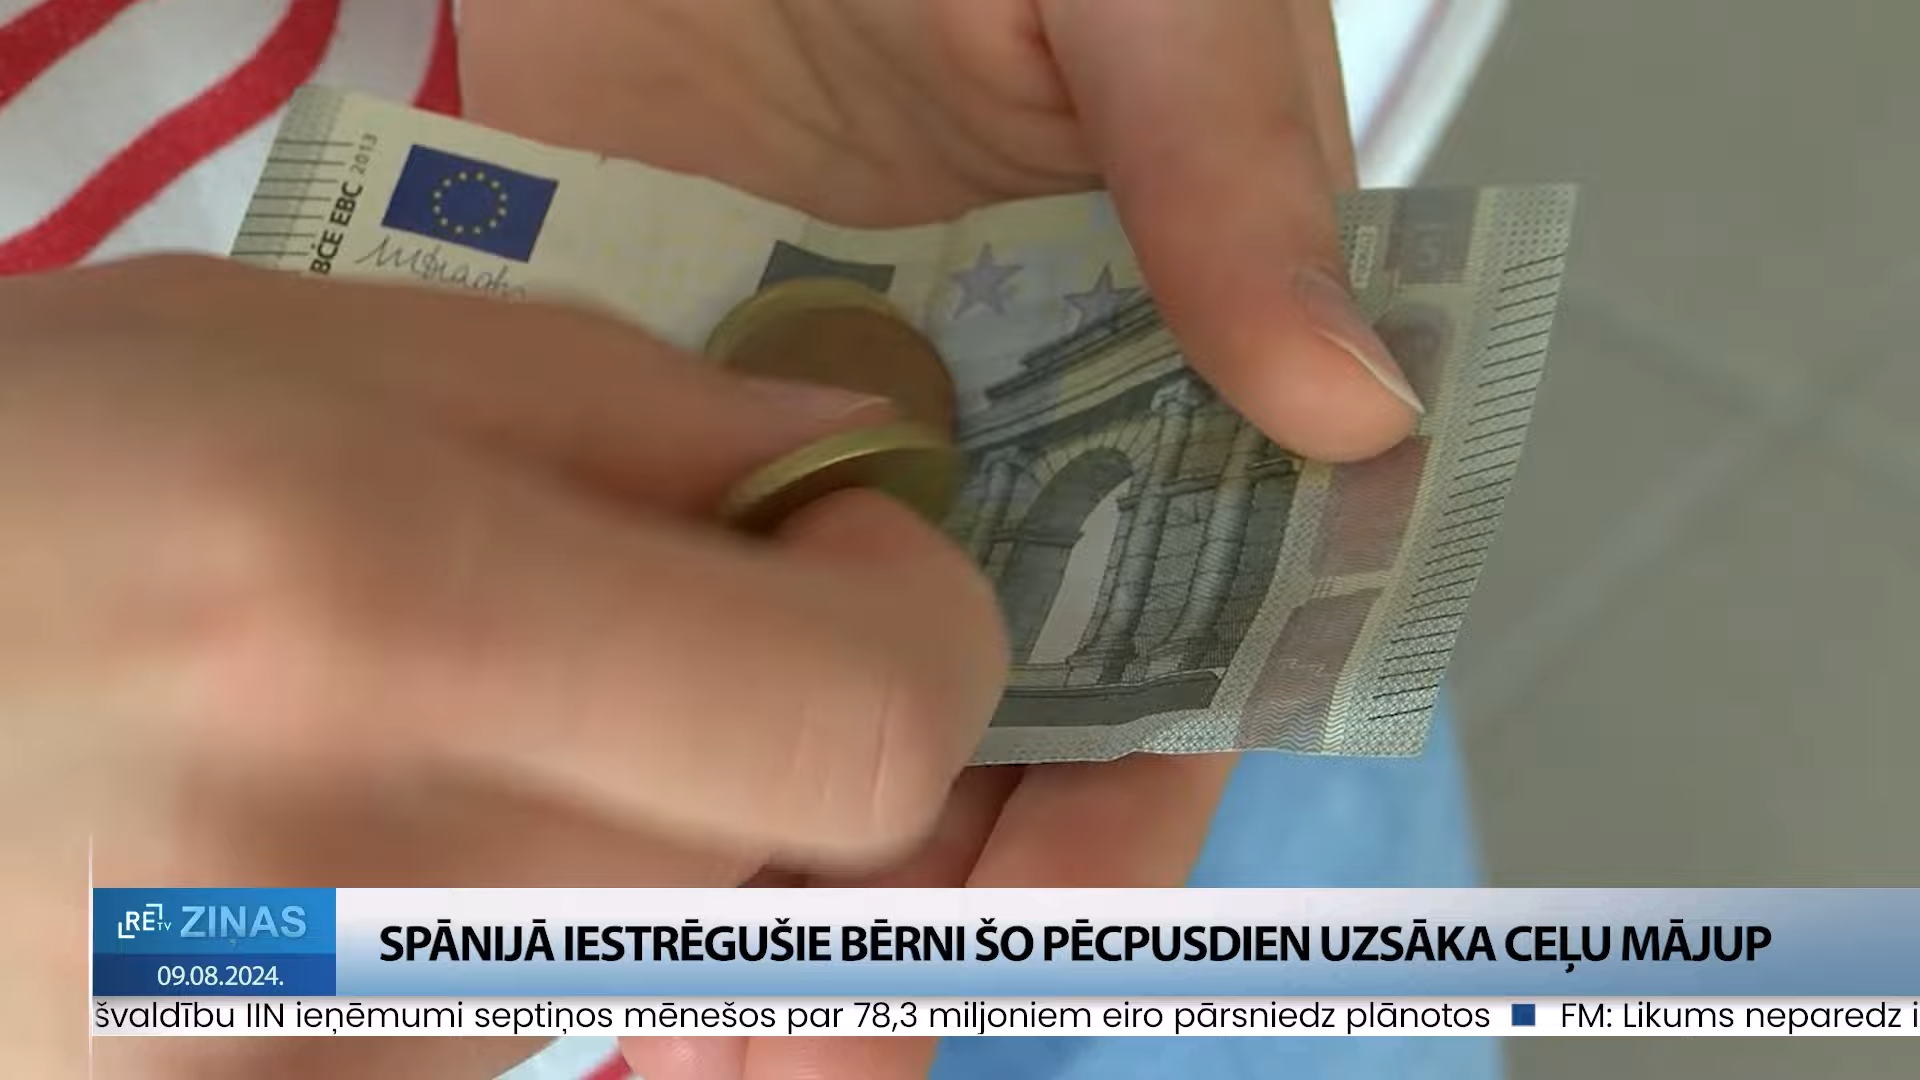 BCE EBC 2013
RE TV ZIŅAS
09.08.2024.
SPĀNIJĀ IESTRĒGUŠIE BĒRNI ŠO PĒCPUSDIEN UZSĀKA CEĻU MĀJUP
švaldību IIN ieņēmumi septiņos mēnešos par 78,3 miljoniem eiro pārsniedz plānotos ■ FM: Likums neparedz i